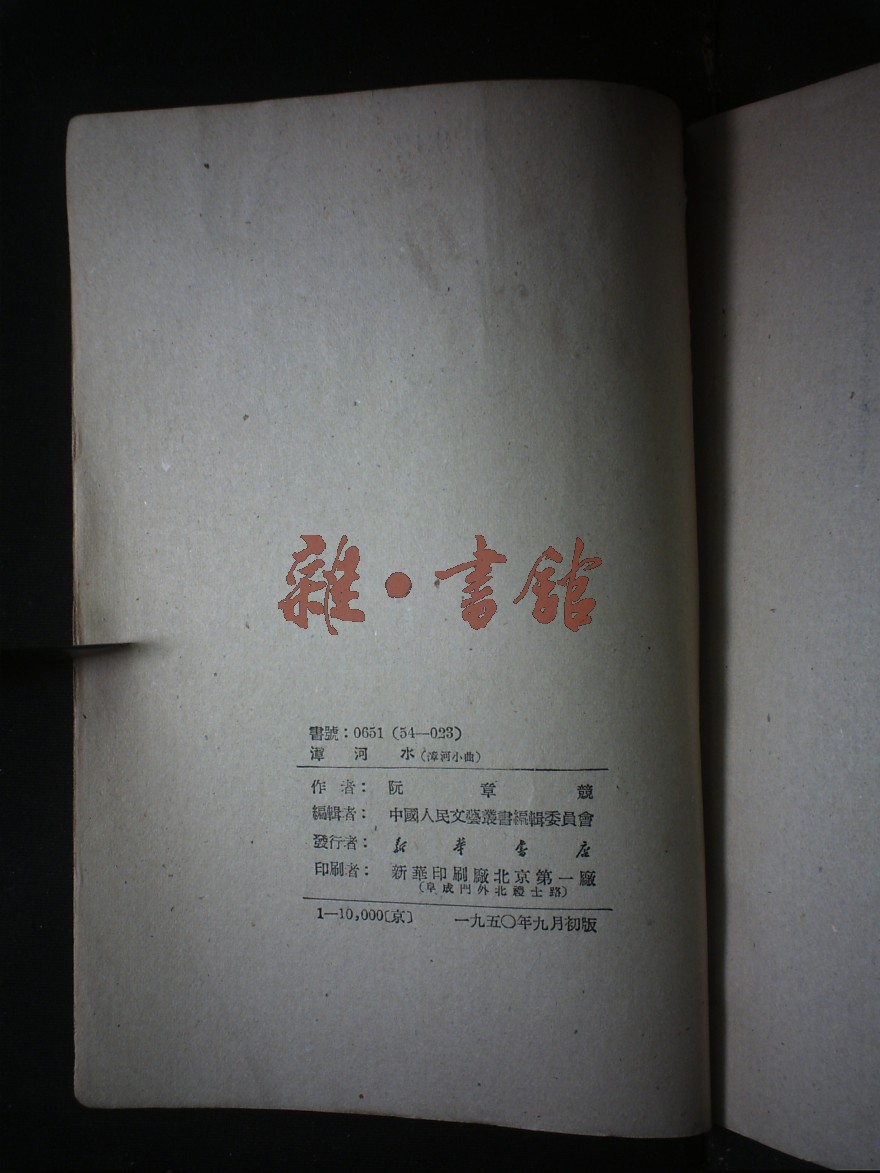 雜·書館
書號：0651（54—023）
漳河水（漳河小曲）
作者：阮章競
編輯者：中國人民文藝叢書編輯委員會
發行者：新華書店
印刷者：新華印刷廠北京第一廠
（阜成門外北禮士路）
1—10,000〔京〕 一九五〇年九月初版